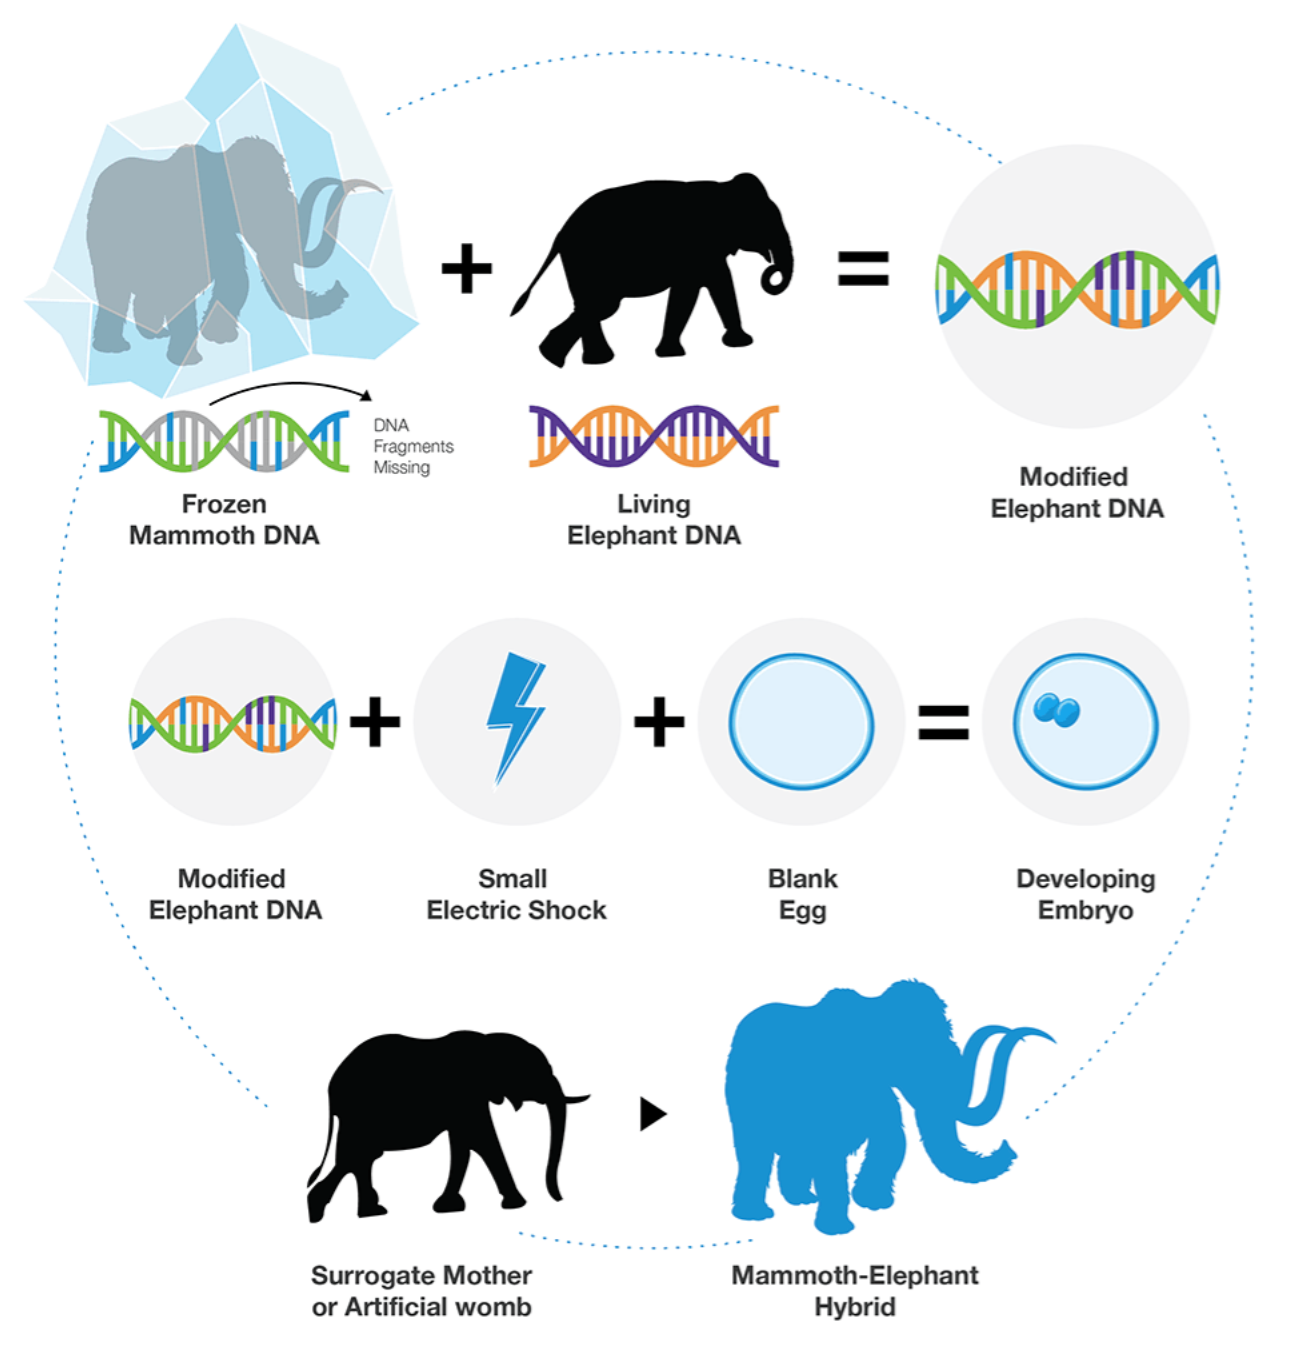 DNA
Fragments
Missing
Frozen
Mammoth DNA
Living
Elephant DNA
Modified
Elephant DNA
Modified
Elephant DNA
Small
Electric Shock
Blank
Egg
Developing
Embryo
Surrogate Mother
or Artificial womb
Mammoth-Elephant
Hybrid